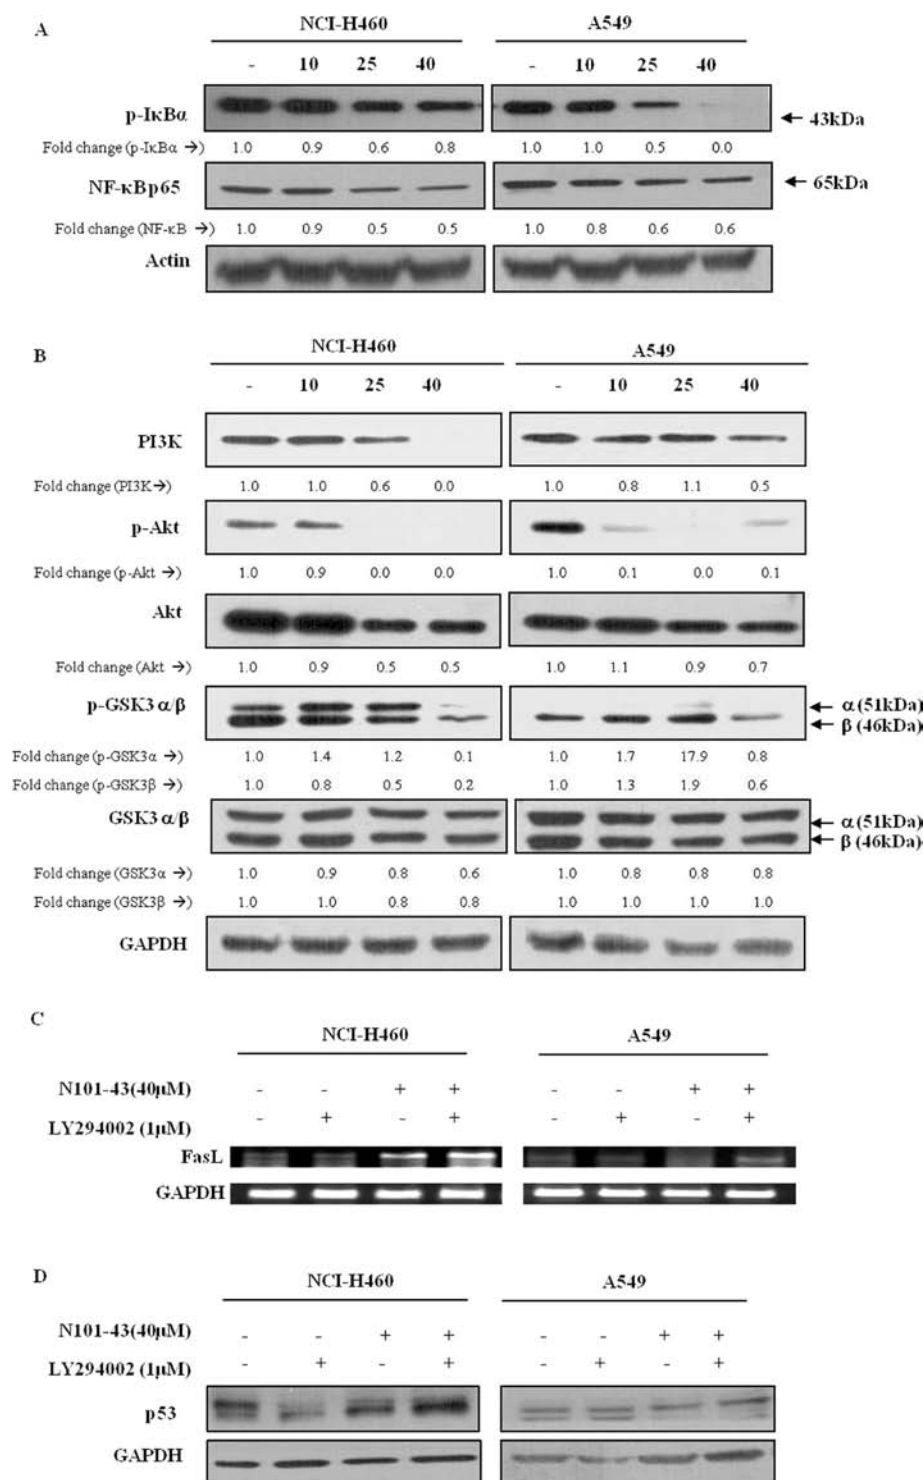 A
NCI-H460 A549
- 10 25 40 - 10 25 40
p-IκBα ← 43kDa
Fold change (p-IκBα →) 1.0 0.9 0.6 0.8 1.0 1.0 0.5 0.0
NF-κBp65 ← 65kDa
Fold change (NF-κB →) 1.0 0.9 0.5 0.5 1.0 0.8 0.6 0.6
Actin
B
NCI-H460 A549
- 10 25 40 - 10 25 40
PI3K
Fold change (PI3K→) 1.0 1.0 0.6 0.0 1.0 0.8 1.1 0.5
p-Akt
Fold change (p-Akt →) 1.0 0.9 0.0 0.0 1.0 0.1 0.0 0.1
Akt
Fold change (Akt →) 1.0 0.9 0.5 0.5 1.0 1.1 0.9 0.7
p-GSK3 α/β ← α (51kDa)
← β (46kDa)
Fold change (p-GSK3α →) 1.0 1.4 1.2 0.1 1.0 1.7 17.9 0.8
Fold change (p-GSK3β →) 1.0 0.8 0.5 0.2 1.0 1.3 1.9 0.6
GSK3 α/β ← α (51kDa)
← β (46kDa)
Fold change (GSK3α →) 1.0 0.9 0.8 0.6 1.0 0.8 0.8 0.8
Fold change (GSK3β →) 1.0 1.0 0.8 0.8 1.0 1.0 1.0 1.0
GAPDH
C
NCI-H460 A549
N101-43(40μM) - - + + - - + +
LY294002 (1μM) - + - + - + - +
FasL
GAPDH
D
NCI-H460 A549
N101-43(40μM) - - + + - - + +
LY294002 (1μM) - + - + - + - +
p53
GAPDH